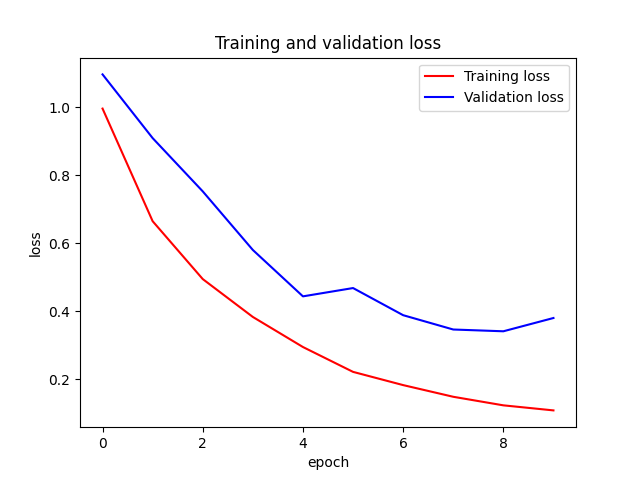 Training and validation loss
Training loss
Validation loss
1.0
0.8
0.6
0.4
0.2
loss
0
2
4
6
8
epoch